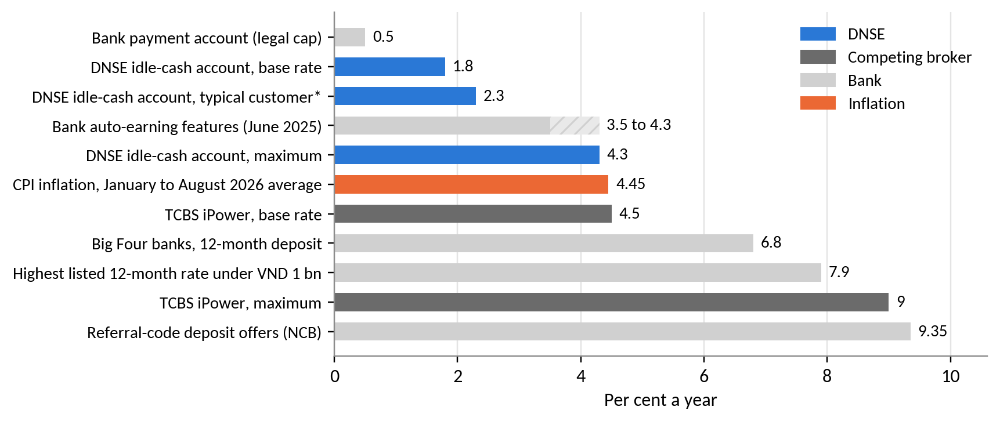 Bank payment account (legal cap) 0.5
DNSE idle-cash account, base rate 1.8
DNSE idle-cash account, typical customer* 2.3
Bank auto-earning features (June 2025) 3.5 to 4.3
DNSE idle-cash account, maximum 4.3
CPI inflation, January to August 2026 average 4.45
TCBS iPower, base rate 4.5
Big Four banks, 12-month deposit 6.8
Highest listed 12-month rate under VND 1 bn 7.9
TCBS iPower, maximum 9
Referral-code deposit offers (NCB) 9.35
DNSE
Competing broker
Bank
Inflation
0 2 4 6 8 10
Per cent a year